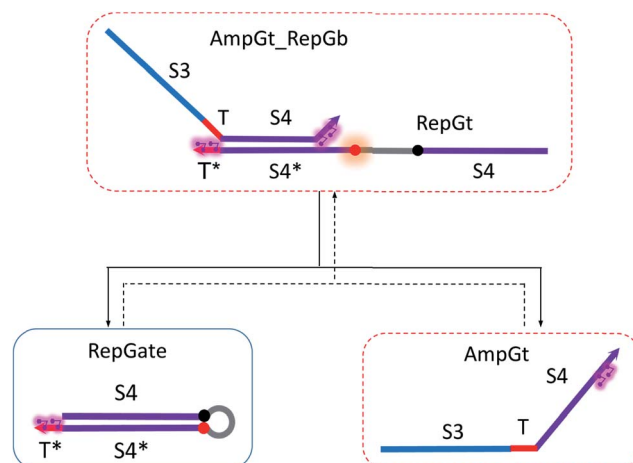 AmpGt_RepGb
S3
T S4 RepGt
T* S4* S4
RepGate
S4
T* S4*
AmpGt
S4
S3 T